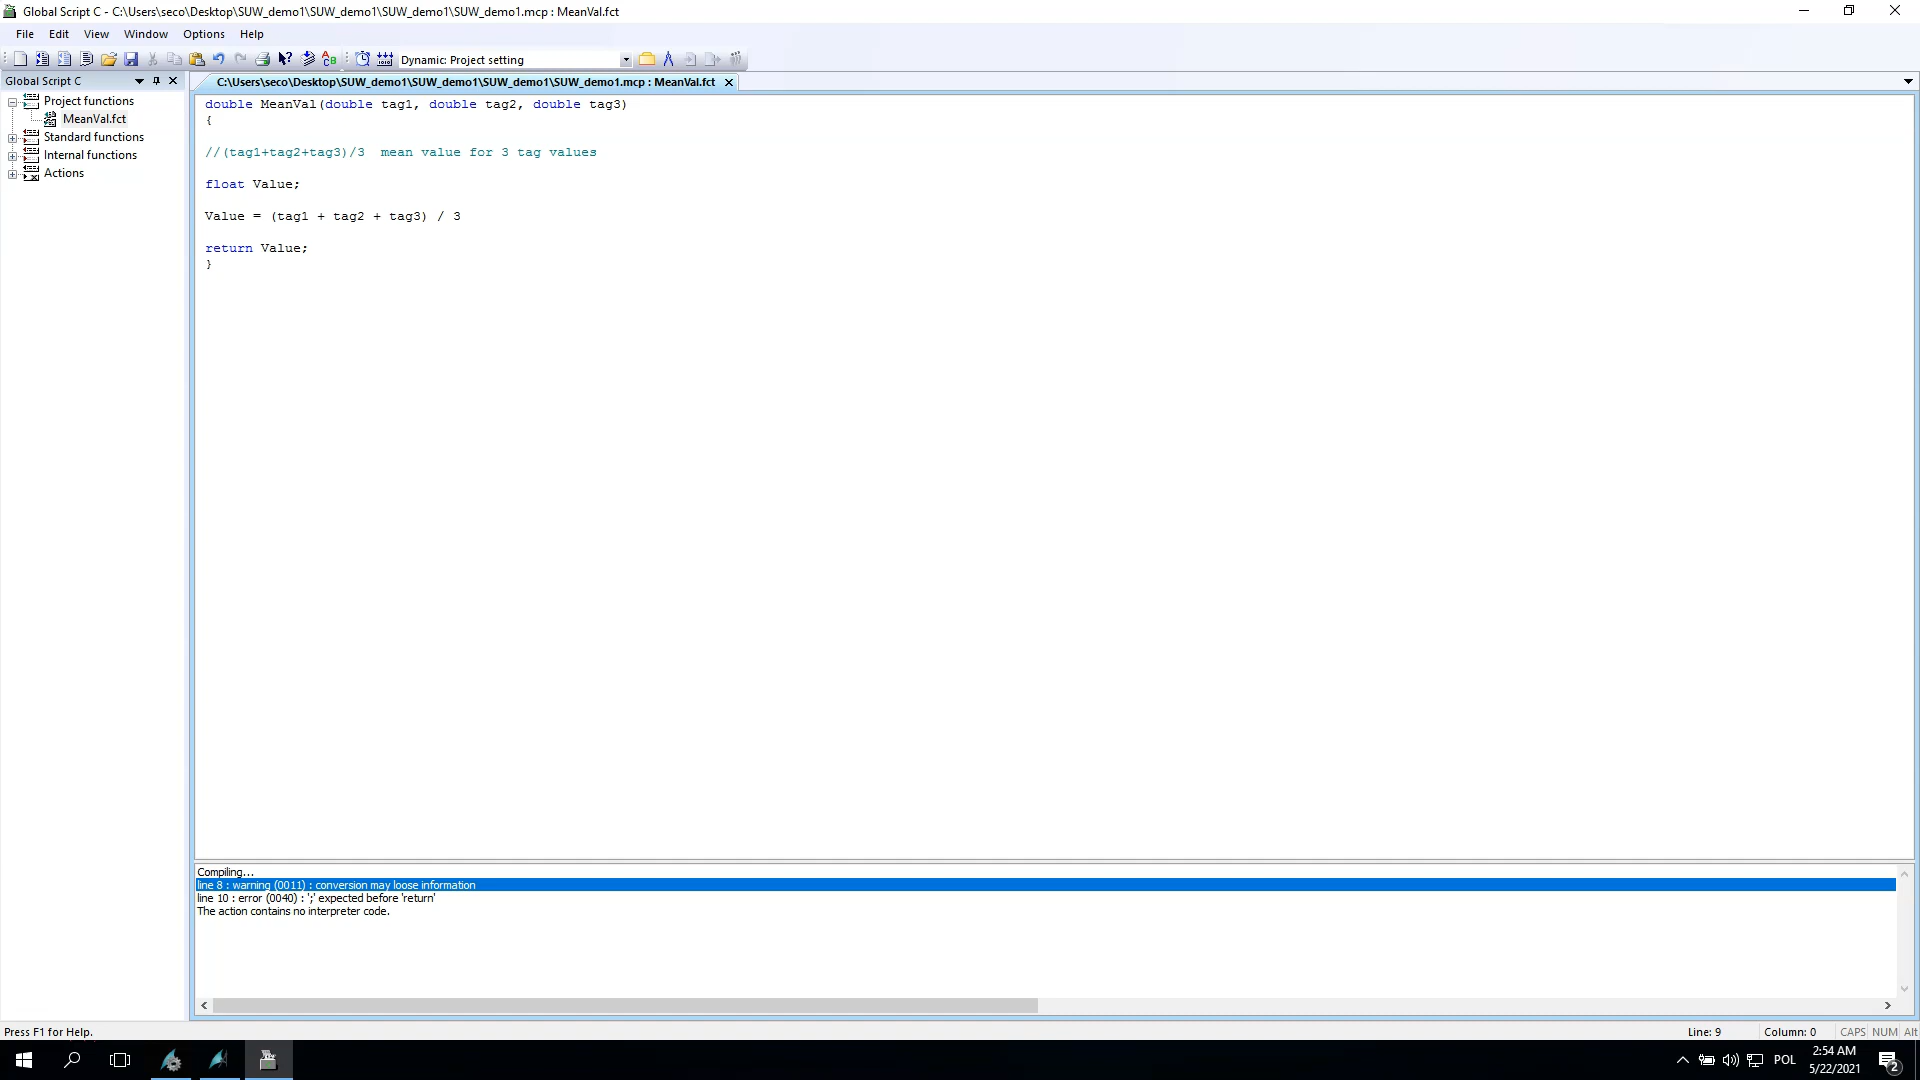 Global Script C - C:\Users\seco\Desktop\SUW_demo1\SUW_demo1\SUW_demo1\SUW_demo1.mcp : MeanVal.fct
File Edit View Window Options Help
Dynamic: Project setting
Global Script C
C:\Users\seco\Desktop\SUW_demo1\SUW_demo1\SUW_demo1\SUW_demo1.mcp : MeanVal.fct
Project functions
MeanVal.fct
Standard functions
Internal functions
Actions
double MeanVal(double tag1, double tag2, double tag3)
{
//(tag1+tag2+tag3)/3  mean value for 3 tag values
float Value;
Value = (tag1 + tag2 + tag3) / 3
return Value;
}
Compiling...
line 8 : warning (0011) : conversion may loose information
line 10 : error (0040) : ';' expected before 'return'
The action contains no interpreter code.
Press F1 for Help.
Line: 9 Column: 0 CAPS NUM Alt
POL
2:54 AM
5/22/2021
2